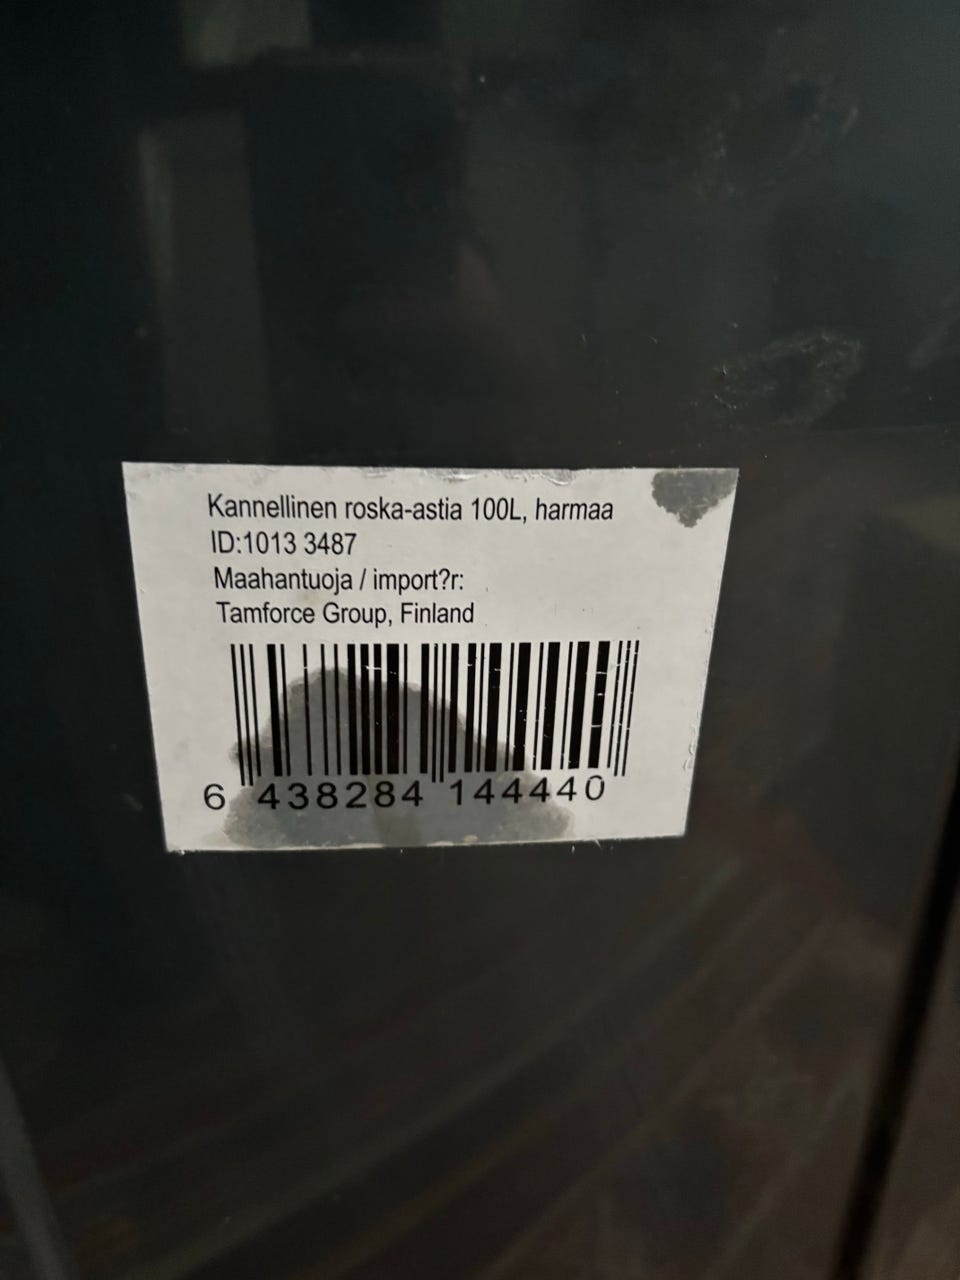 Kannellinen roska-astia 100L, harmaa
ID:1013 3487
Maahantuoja / import?r:
Tamforce Group, Finland
6 438284 144440